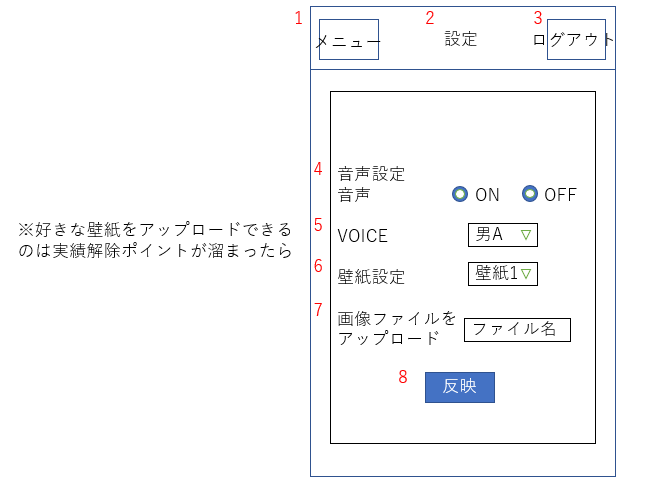 1
メニュー
2
設定
3
ログアウト
4
音声設定
音声
ON
OFF
※好きな壁紙をアップロードできる
のは実績解除ポイントが溜まったら
5
VOICE
男A ▽
6
壁紙設定
壁紙1▽
7
画像ファイルを
アップロード
ファイル名
8
反映